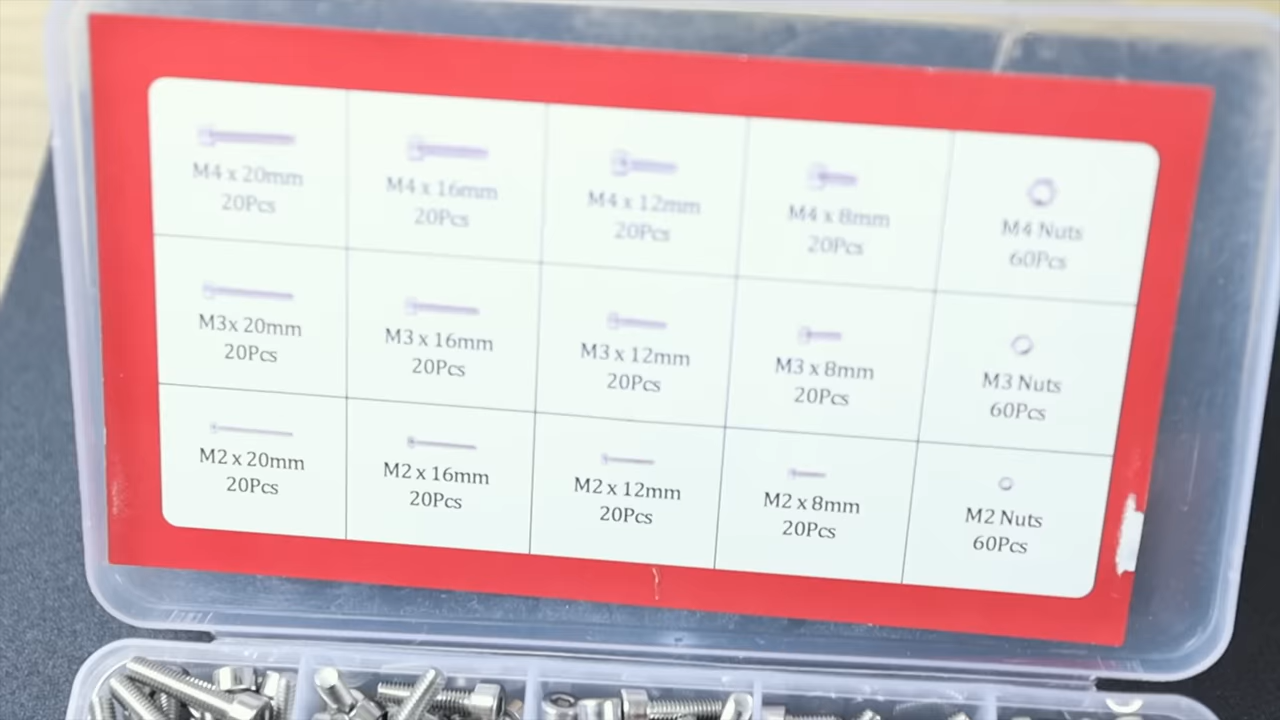 M4 x 20mm
20Pcs
M4 x 16mm
20Pcs
M4 x 12mm
20Pcs
M4 x 8mm
20Pcs
M4 Nuts
60Pcs
M3x 20mm
20Pcs
M3 x 16mm
20Pcs
M3 x 12mm
20Pcs
M3 x 8mm
20Pcs
M3 Nuts
60Pcs
M2 x 20mm
20Pcs
M2 x 16mm
20Pcs
M2 x 12mm
20Pcs
M2 x 8mm
20Pcs
M2 Nuts
60Pcs